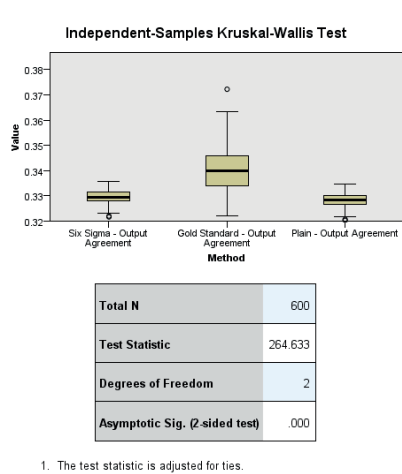 Independent-Samples Kruskal-Wallis Test
0.38
0.37
0.36
0.35
0.34
0.33
0.32
Value
Six Sigma - Output Agreement
Gold Standard - Output Agreement
Plain - Output Agreement
Method
Total N 600
Test Statistic 264.633
Degrees of Freedom 2
Asymptotic Sig. (2-sided test) .000
1. The test statistic is adjusted for ties.